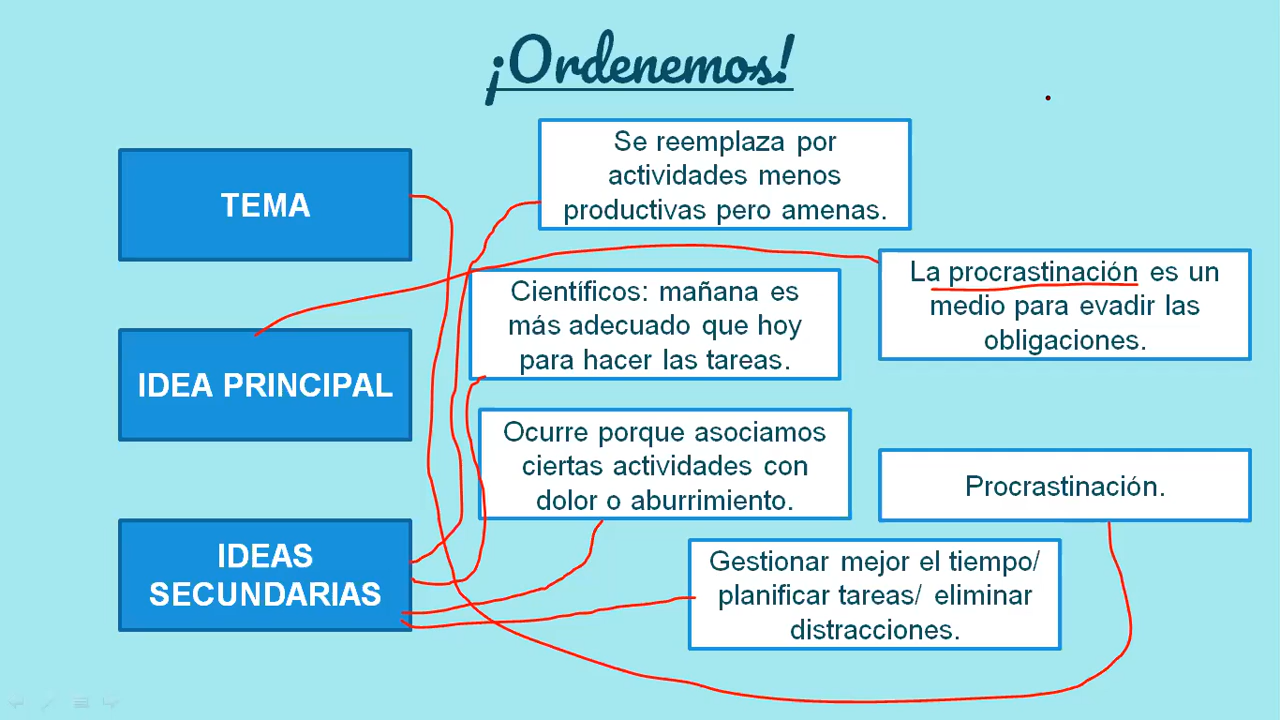 ¡Ordenemos!
TEMA
Se reemplaza por
actividades menos
productivas pero amenas.
La procrastinación es un
medio para evadir las
obligaciones.
IDEA PRINCIPAL
Científicos: mañana es
más adecuado que hoy
para hacer las tareas.
Ocurre porque asociamos
ciertas actividades con
dolor o aburrimiento.
Procrastinación.
IDEAS
SECUNDARIAS
Gestionar mejor el tiempo/
planificar tareas/ eliminar
distracciones.